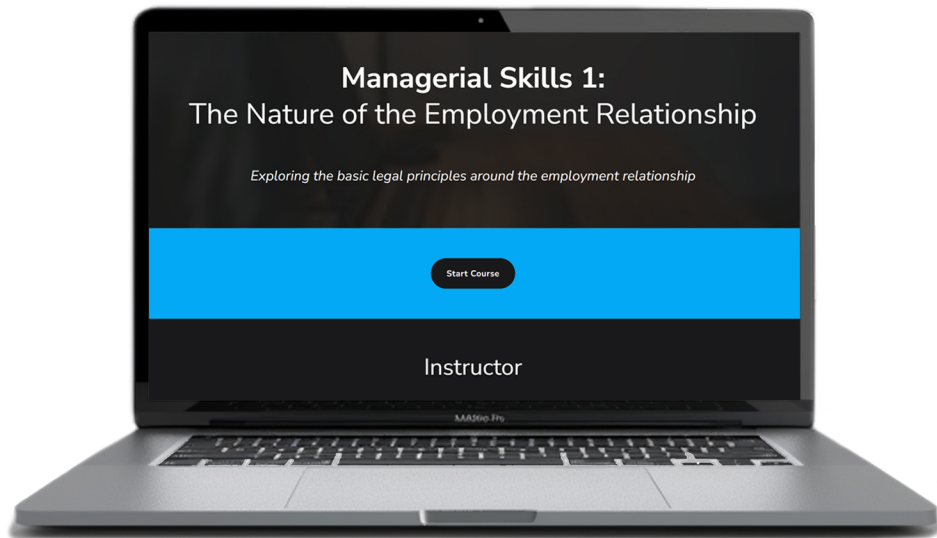 Managerial Skills 1:
The Nature of the Employment Relationship
Exploring the basic legal principles around the employment relationship
Start Course
Instructor